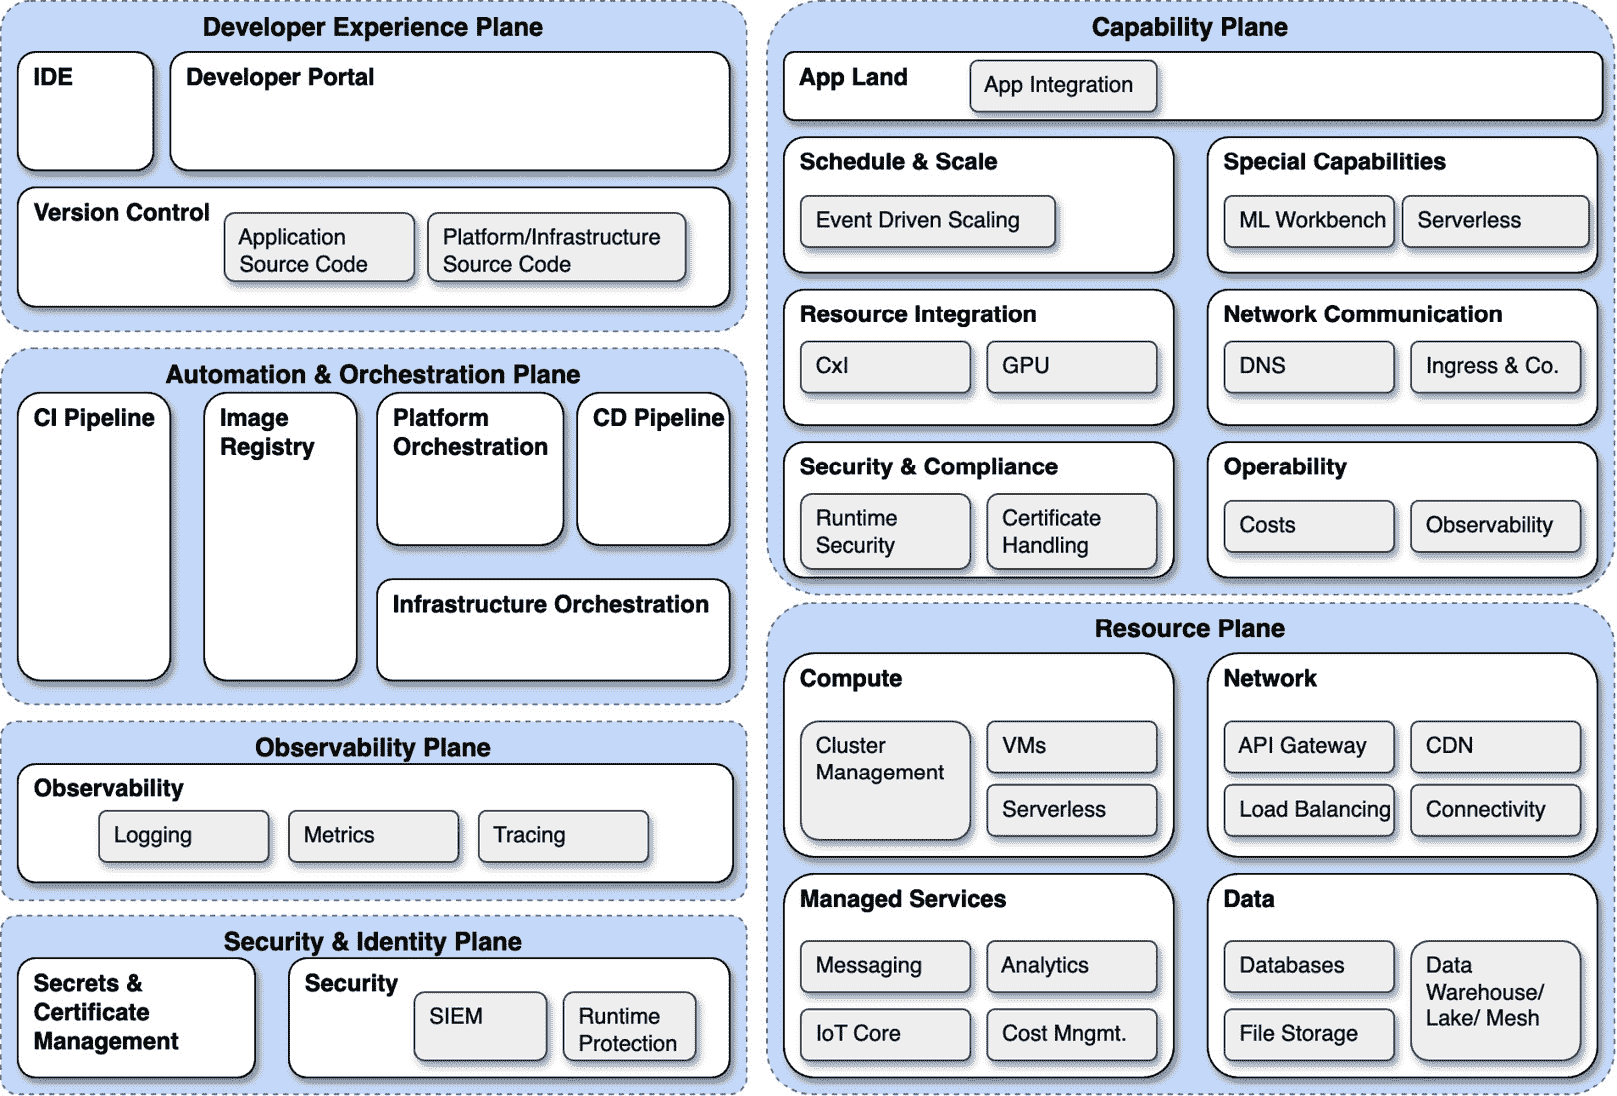 Developer Experience Plane
IDE
Developer Portal
Version Control
Application
Source Code
Platform/Infrastructure
Source Code
Automation & Orchestration Plane
CI Pipeline
Image
Registry
Platform
Orchestration
CD Pipeline
Infrastructure Orchestration
Observability Plane
Observability
Logging
Metrics
Tracing
Security & Identity Plane
Secrets &
Certificate
Management
Security
SIEM
Runtime
Protection
Capability Plane
App Land
App Integration
Schedule & Scale
Event Driven Scaling
Special Capabilities
ML Workbench
Serverless
Resource Integration
CxI
GPU
Network Communication
DNS
Ingress & Co.
Security & Compliance
Runtime
Security
Certificate
Handling
Operability
Costs
Observability
Resource Plane
Compute
Cluster
Management
VMs
Serverless
Network
API Gateway
CDN
Load Balancing
Connectivity
Managed Services
Messaging
Analytics
IoT Core
Cost Mngmt.
Data
Databases
File Storage
Data
Warehouse/
Lake/ Mesh